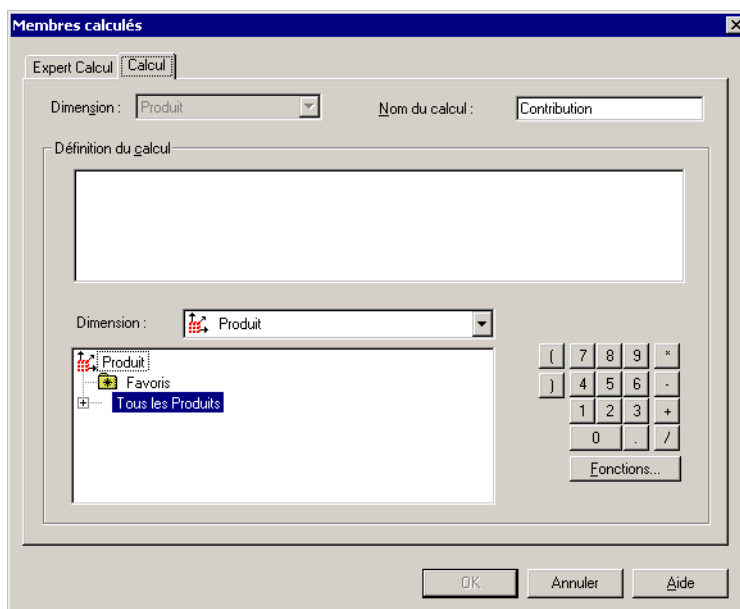 Membres calculés
Expert Calcul Calcul
Dimension : Produit Nom du calcul : Contribution
Définition du calcul
Dimension : Produit
Produit
Favoris
Tous les Produits
( 7 8 9 *
) 4 5 6 -
1 2 3 +
0 . /
Fonctions...
OK Annuler Aide